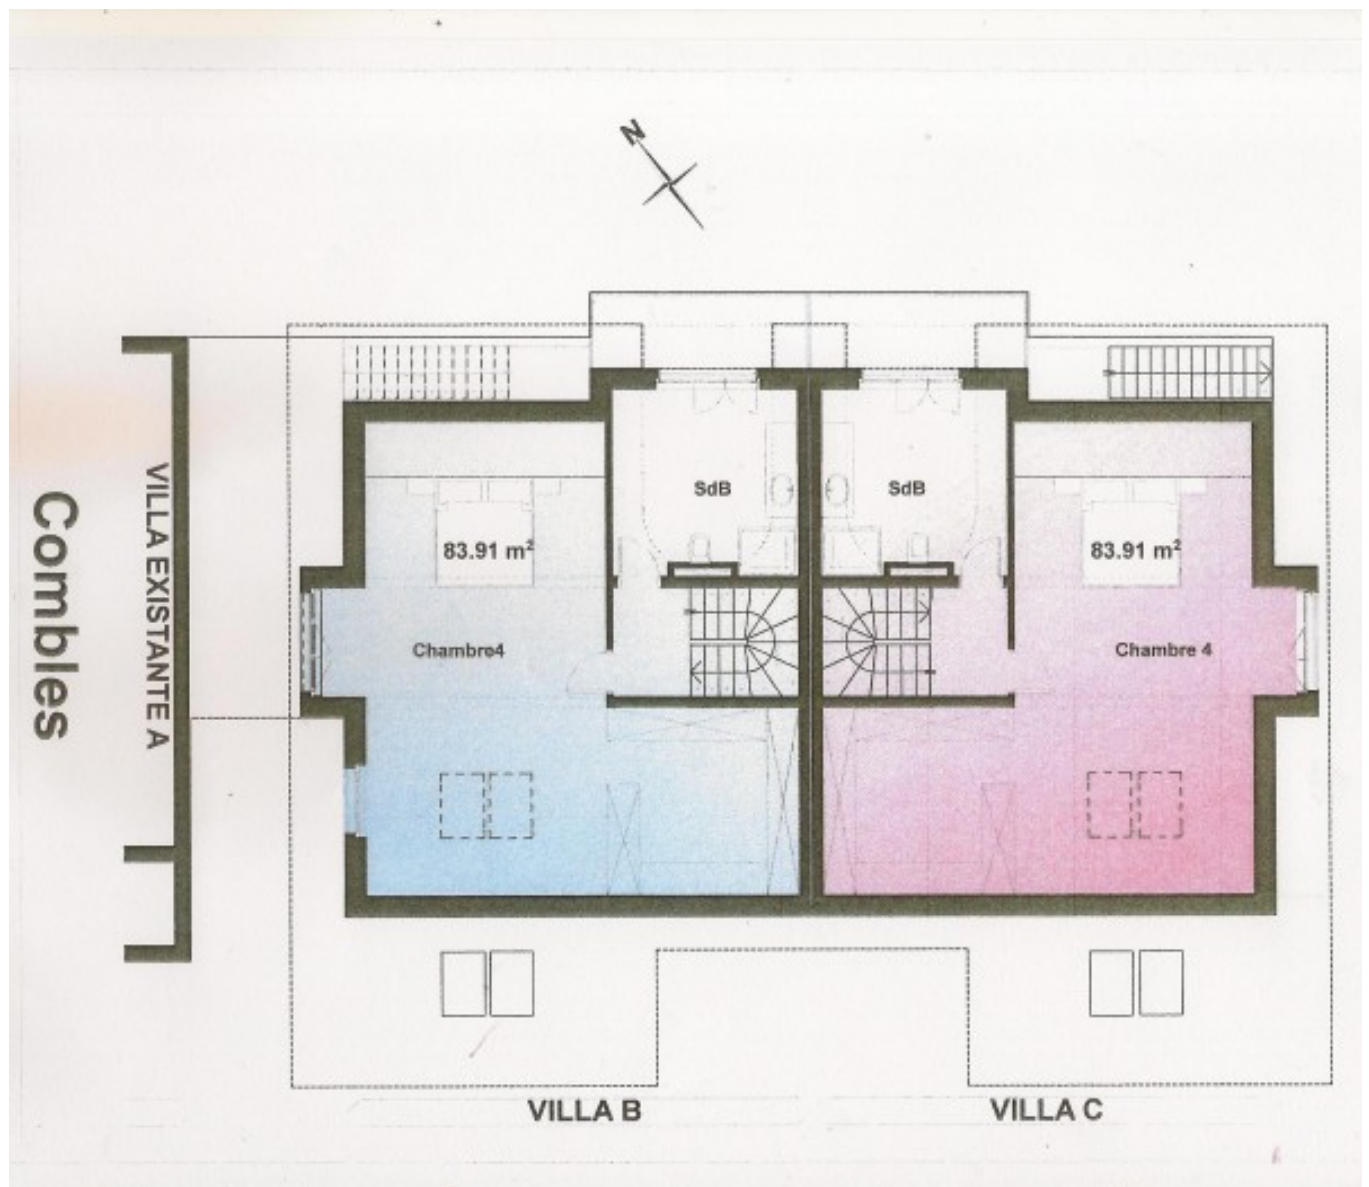 N
SdB
SdB
83.91 m²
83.91 m²
Chambre4
Chambre 4
VILLA EXISTANTE A
Combles
VILLA B
VILLA C